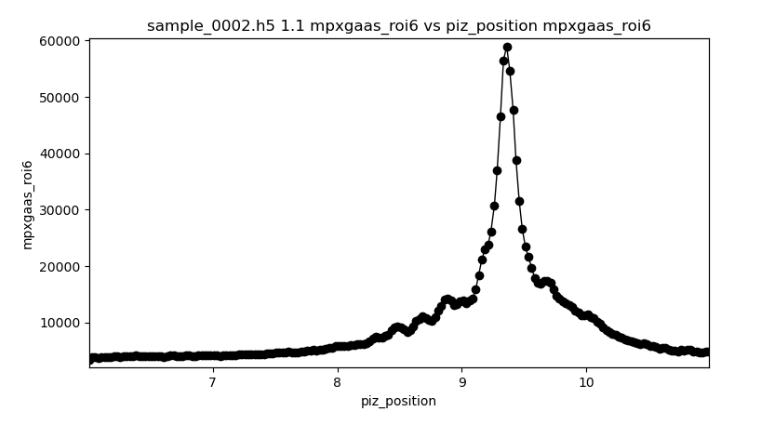 sample_0002.h5 1.1 mpxgaas_roi6 vs piz_position mpxgaas_roi6
60000
50000
40000
30000
20000
10000
mpxgaas_roi6
7 8 9 10
piz_position